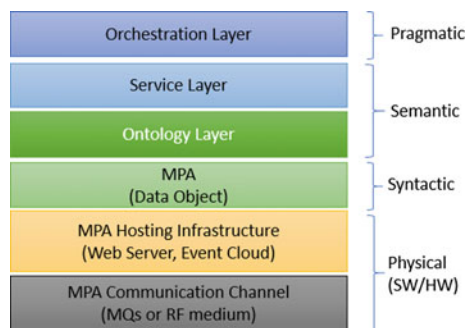 Orchestration Layer
Pragmatic
Service Layer
Semantic
Ontology Layer
MPA
(Data Object)
Syntactic
MPA Hosting Infrastructure
(Web Server, Event Cloud)
Physical
(SW/HW)
MPA Communication Channel
(MQs or RF medium)